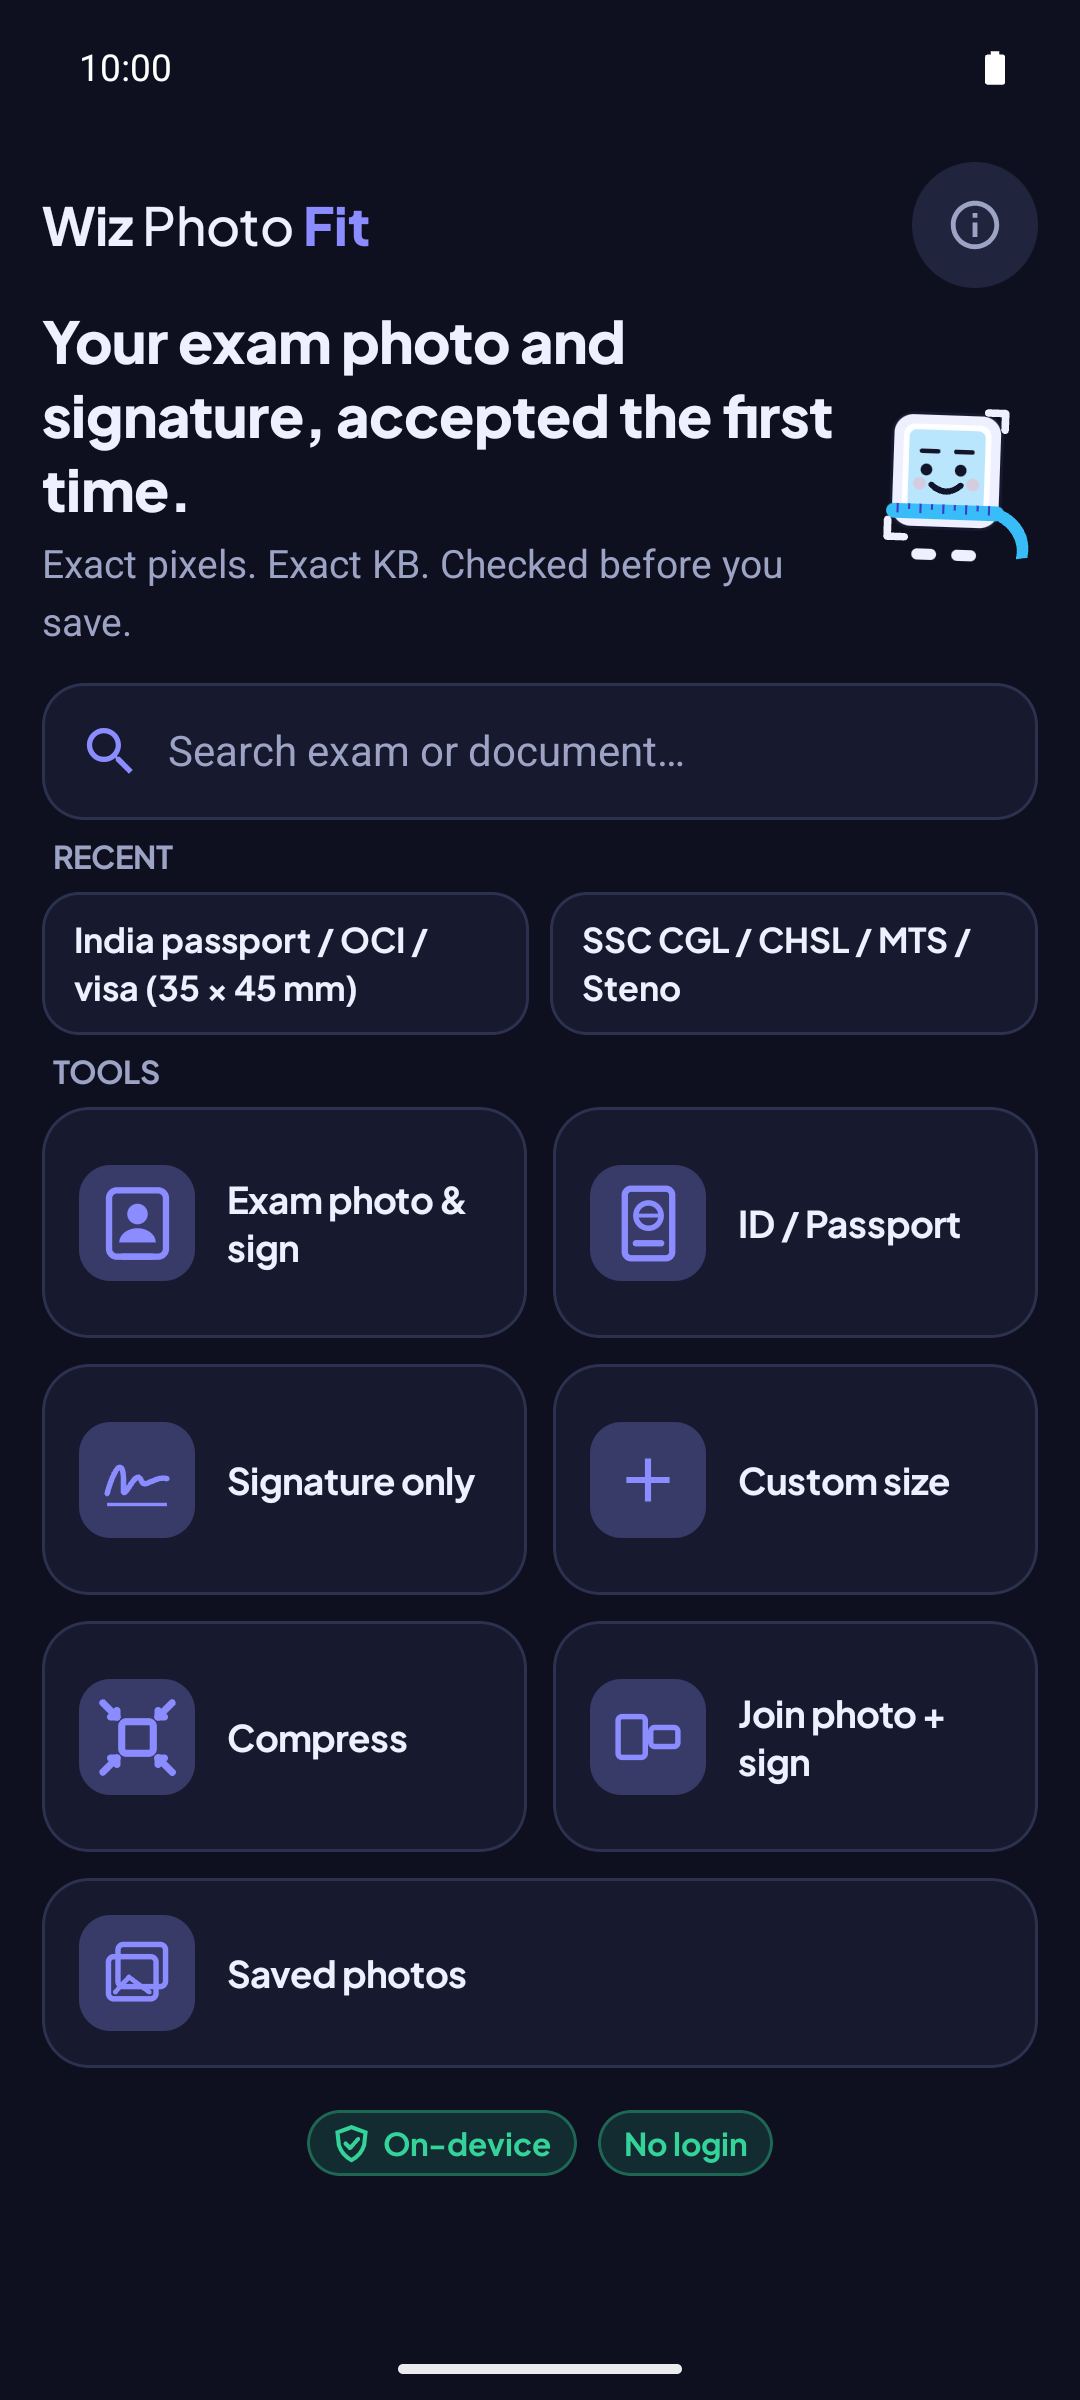 10:00
Wiz Photo Fit
Your exam photo and
signature, accepted the first
time.
Exact pixels. Exact KB. Checked before you
save.
Search exam or document...
RECENT
India passport / OCI /
visa (35 × 45 mm)
SSC CGL / CHSL / MTS /
Steno
TOOLS
Exam photo &
sign
ID / Passport
Signature only
Custom size
Compress
Join photo +
sign
Saved photos
On-device
No login